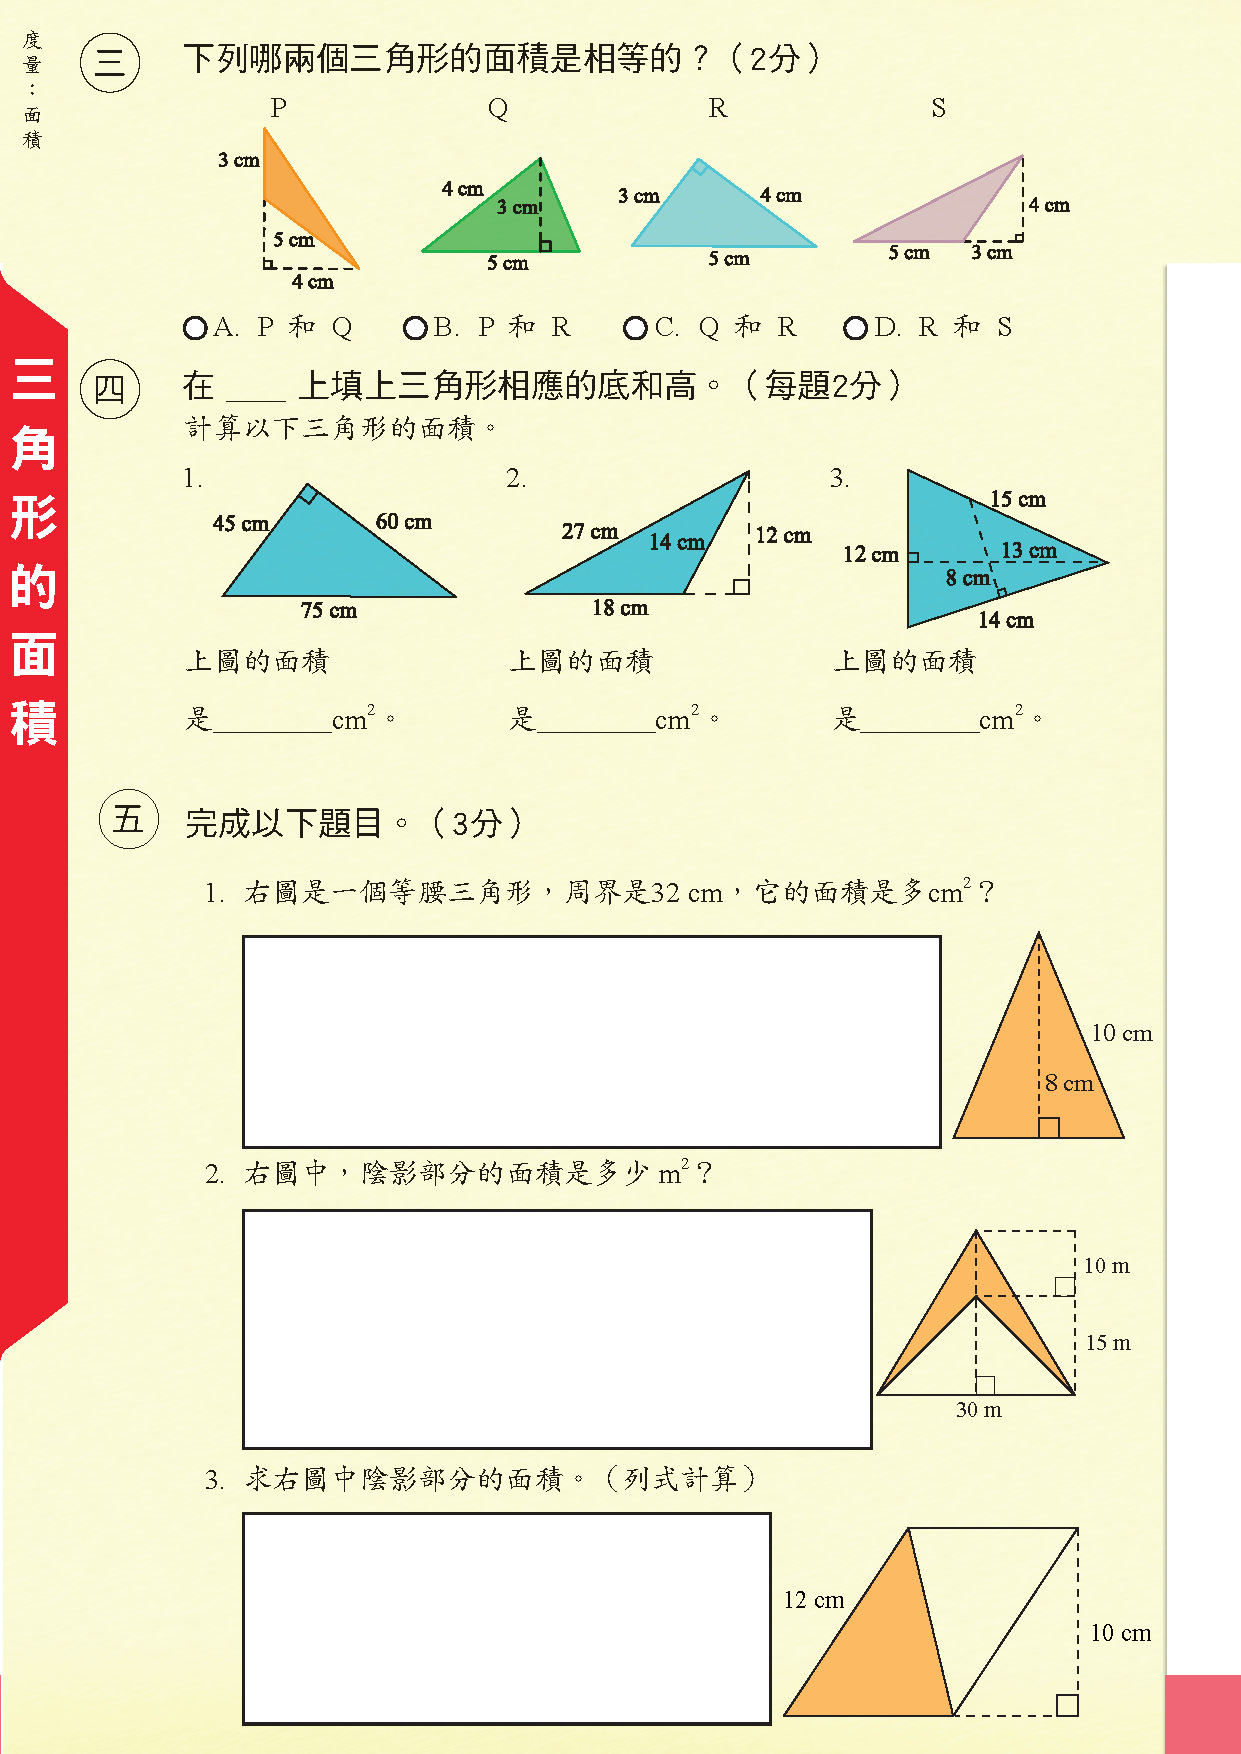 度量：面積
三 下列哪兩個三角形的面積是相等的？（2分）
P Q R S
3 cm
5 cm
4 cm
4 cm
3 cm
5 cm
3 cm 4 cm
5 cm
4 cm
5 cm 3 cm
A. P 和 Q B. P 和 R C. Q 和 R D. R 和 S
三角形的面積
四 在 ___ 上填上三角形相應的底和高。（每題2分）
計算以下三角形的面積。
1. 2. 3.
45 cm 60 cm
75 cm
27 cm 14 cm 12 cm
18 cm
15 cm
12 cm 13 cm
8 cm
14 cm
上圖的面積 上圖的面積 上圖的面積
是________cm²。 是________cm²。 是________cm²。
五 完成以下題目。（3分）
1. 右圖是一個等腰三角形，周界是32 cm，它的面積是多cm²？
10 cm
8 cm
2. 右圖中，陰影部分的面積是多少 m²？
10 m
15 m
30 m
3. 求右圖中陰影部分的面積。（列式計算）
12 cm
10 cm